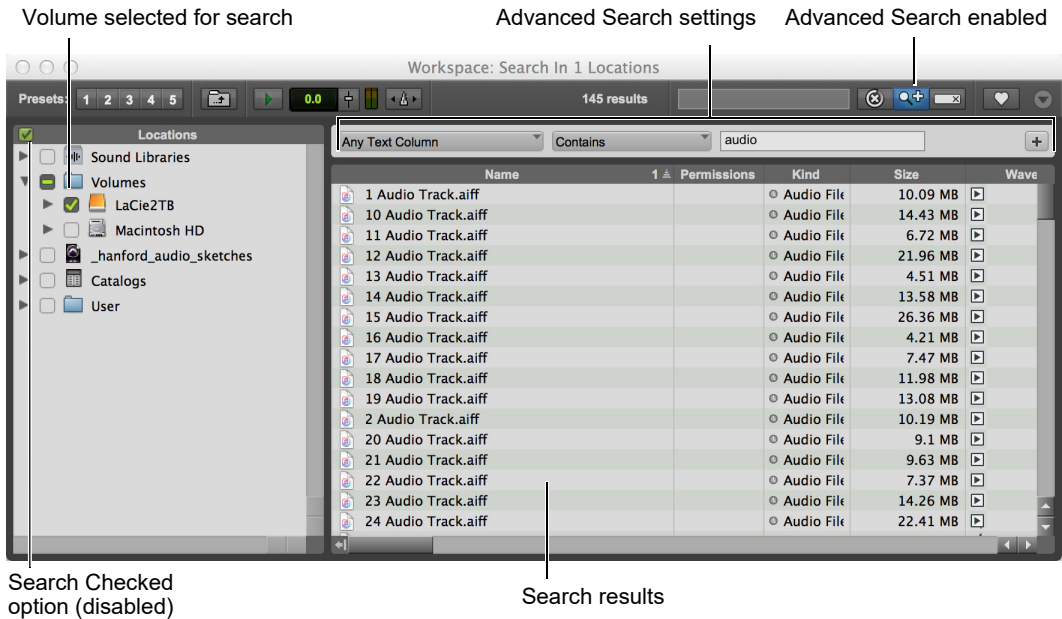 Volume selected for search
Advanced Search settings
Advanced Search enabled
Workspace: Search In 1 Locations
Presets: 1 2 3 4 5
0.0
145 results
Locations
Sound Libraries
Volumes
LaCie2TB
Macintosh HD
_hanford_audio_sketches
Catalogs
User
Any Text Column
Contains
audio
Name 1 Permissions Kind Size Wave
1 Audio Track.aiff Audio File 10.09 MB
10 Audio Track.aiff Audio File 14.43 MB
11 Audio Track.aiff Audio File 6.72 MB
12 Audio Track.aiff Audio File 21.96 MB
13 Audio Track.aiff Audio File 4.51 MB
14 Audio Track.aiff Audio File 13.58 MB
15 Audio Track.aiff Audio File 26.36 MB
16 Audio Track.aiff Audio File 4.21 MB
17 Audio Track.aiff Audio File 7.47 MB
18 Audio Track.aiff Audio File 11.98 MB
19 Audio Track.aiff Audio File 13.08 MB
2 Audio Track.aiff Audio File 10.19 MB
20 Audio Track.aiff Audio File 9.1 MB
21 Audio Track.aiff Audio File 9.63 MB
22 Audio Track.aiff Audio File 7.37 MB
23 Audio Track.aiff Audio File 14.26 MB
24 Audio Track.aiff Audio File 22.41 MB
Search Checked
option (disabled)
Search results